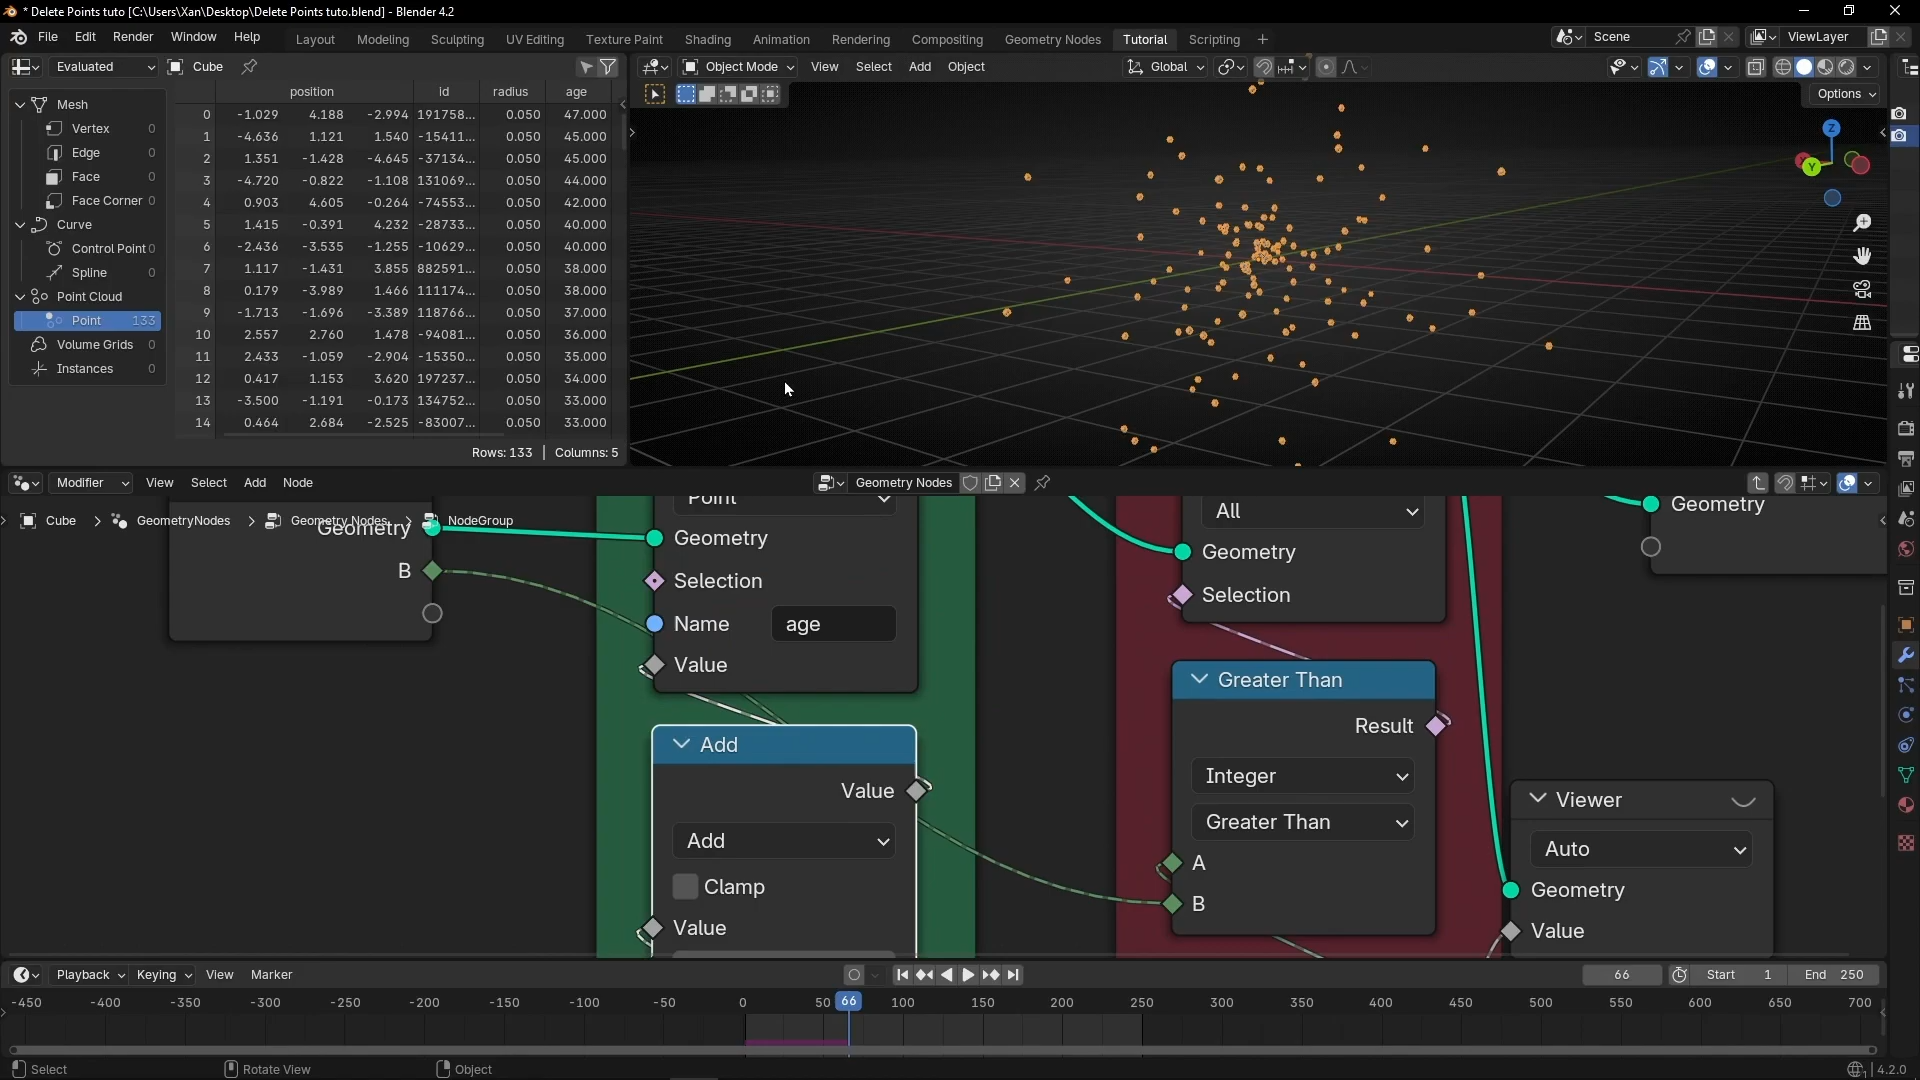 * Delete Points tuto [C:\Users\Xan\Desktop\Delete Points tuto.blend] - Blender 4.2
File Edit Render Window Help Layout Modeling Sculpting UV Editing Texture Paint Shading Animation Rendering Compositing Geometry Nodes Tutorial Scripting Scene ViewLayer
Evaluated Cube
Object Mode View Select Add Object Global
Options
Mesh
Vertex 0
Edge 0
Face 0
Face Corner 0
Curve
Control Point 0
Spline 0
Point Cloud
Point 133
Volume Grids 0
Instances 0
position id radius age
0 -1.029 4.188 -2.994 191758... 0.050 47.000
1 -4.636 1.121 1.540 -15411... 0.050 45.000
2 1.351 -1.428 -4.645 -37134... 0.050 45.000
3 -4.720 -0.822 -1.108 131069... 0.050 44.000
4 0.903 4.605 -0.264 -74553... 0.050 42.000
5 1.415 -0.391 4.232 -28733... 0.050 40.000
6 -2.436 -3.535 -1.255 -10629... 0.050 40.000
7 1.117 -1.431 3.855 882591... 0.050 38.000
8 0.179 -3.989 1.466 111174... 0.050 38.000
9 -1.713 -1.696 -3.389 118766... 0.050 37.000
10 2.557 2.760 1.478 -94081... 0.050 36.000
11 2.433 -1.059 -2.904 -15350... 0.050 35.000
12 0.417 1.153 3.620 197237... 0.050 34.000
13 -3.500 -1.191 -0.173 134752... 0.050 33.000
14 0.464 2.684 -2.525 -83007... 0.050 33.000
Rows: 133 | Columns: 5
Z
Y
Modifier View Select Add Node Geometry Nodes
Cube GeometryNodes Geometry Nodes NodeGroup
Geometry
B
Point
Geometry
Selection
Name age
Value
Add
Value
Add
Clamp
Value
All
Geometry
Selection
Greater Than
Result
Integer
Greater Than
A
B
Geometry
Viewer
Auto
Geometry
Value
Playback Keying View Marker 66 Start 1 End 250
-450 -400 -350 -300 -250 -200 -150 -100 -50 0 50 66 100 150 200 250 300 350 400 450 500 550 600 650 700
Select Rotate View Object 4.2.0